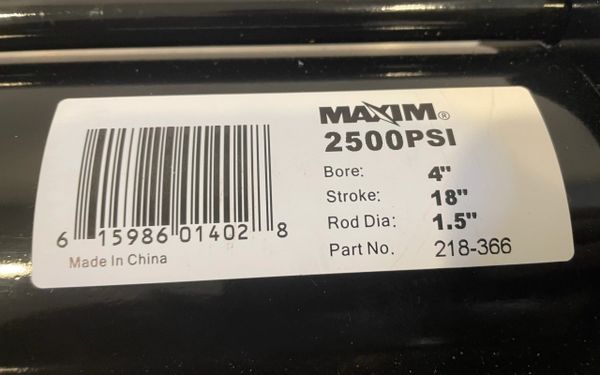 MAXIM®
2500PSI
Bore: 4"
Stroke: 18"
Rod Dia: 1.5"
Part No. 218-366
6 15986 01402 8
Made In China